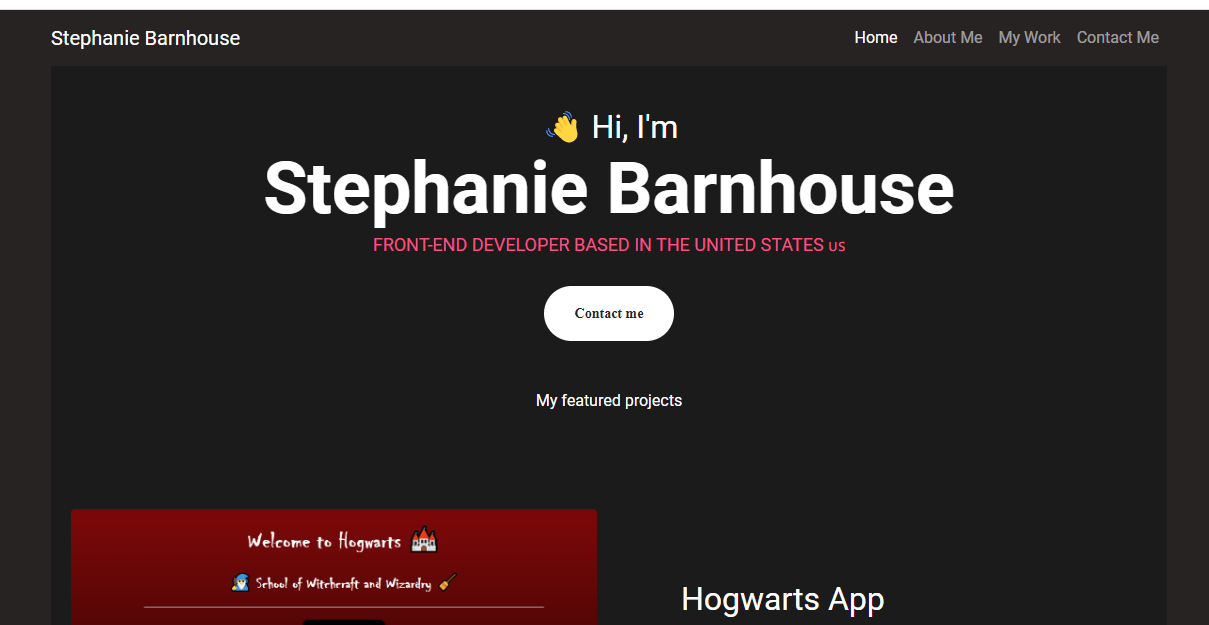 Stephanie Barnhouse
Home About Me My Work Contact Me
👋 Hi, I'm
Stephanie Barnhouse
FRONT-END DEVELOPER BASED IN THE UNITED STATES US
Contact me
My featured projects
Welcome to Hogwarts 🏰
🧙‍♂️ School of Witchcraft and Wizardry 🧹
Hogwarts App